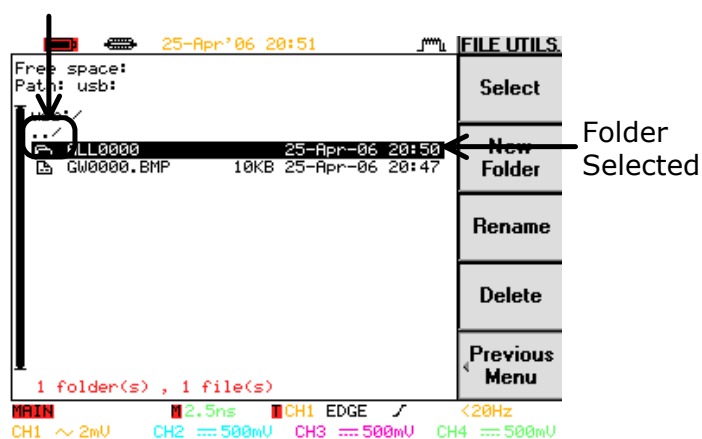 25-Apr'06 20:51 FILE UTILS.
Free space:
Path: usb:
usb:/
../
ALL0000 25-Apr-06 20:50
GW0000.BMP 10KB 25-Apr-06 20:47
1 folder(s) , 1 file(s)
Select
New
Folder
Rename
Delete
Previous
Menu
Folder
Selected
MAIN M 2.5ns T CH1 EDGE <20Hz
CH1 ~ 2mV CH2 500mV CH3 500mV CH4 500mV